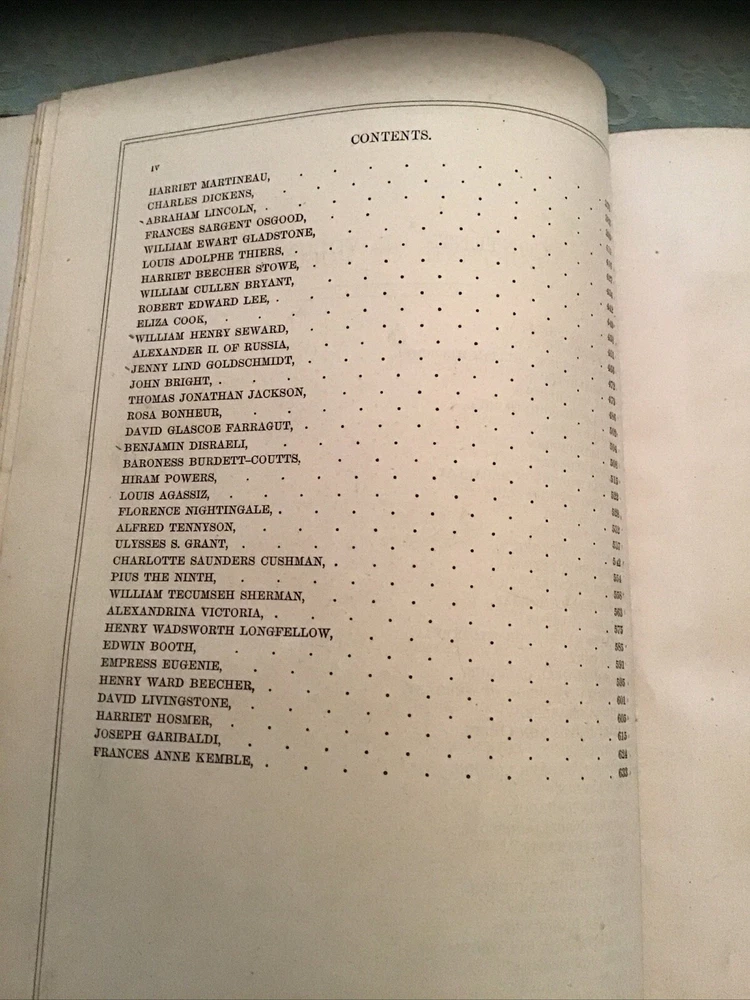 CONTENTS.
iv
HARRIET MARTINEAU,
CHARLES DICKENS,
ABRAHAM LINCOLN,
FRANCES SARGENT OSGOOD,
WILLIAM EWART GLADSTONE,
LOUIS ADOLPHE THIERS,
HARRIET BEECHER STOWE,
WILLIAM CULLEN BRYANT,
ROBERT EDWARD LEE,
ELIZA COOK,
WILLIAM HENRY SEWARD,
ALEXANDER II. OF RUSSIA,
JENNY LIND GOLDSCHMIDT,
JOHN BRIGHT,
THOMAS JONATHAN JACKSON,
ROSA BONHEUR,
DAVID GLASCOE FARRAGUT,
BENJAMIN DISRAELI,
BARONESS BURDETT-COUTTS,
HIRAM POWERS,
LOUIS AGASSIZ,
FLORENCE NIGHTINGALE,
ALFRED TENNYSON,
ULYSSES S. GRANT,
CHARLOTTE SAUNDERS CUSHMAN,
PIUS THE NINTH,
WILLIAM TECUMSEH SHERMAN,
ALEXANDRINA VICTORIA,
HENRY WADSWORTH LONGFELLOW,
EDWIN BOOTH,
EMPRESS EUGENIE,
HENRY WARD BEECHER, 601
DAVID LIVINGSTONE,
HARRIET HOSMER, 615
JOSEPH GARIBALDI, 624
FRANCES ANNE KEMBLE, 633